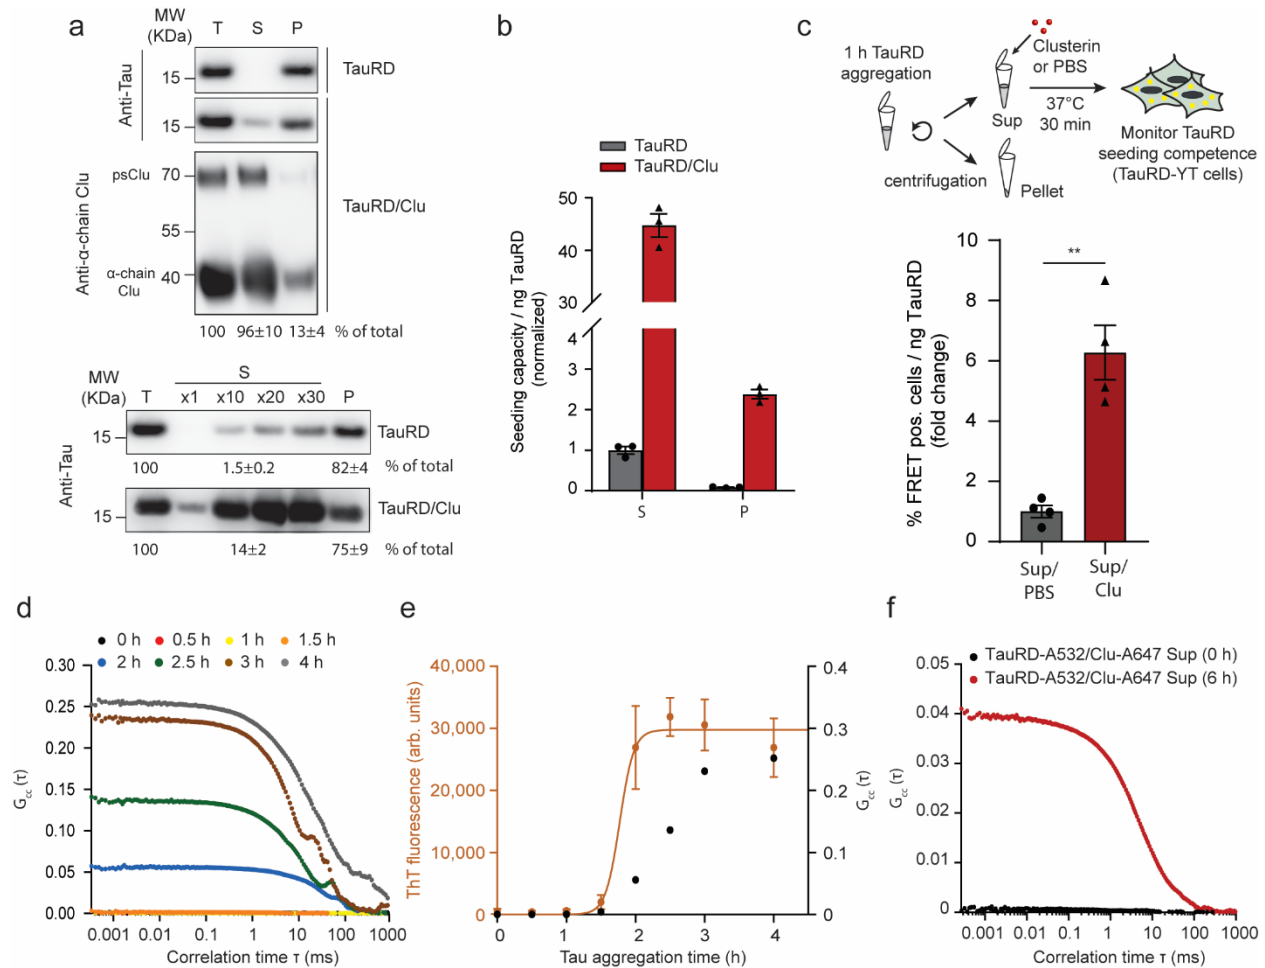 a
MW
(KDa)
T S P
Anti-Tau
15
TauRD
15
Anti-α-chain Clu
psClu 70
55
α-chain
Clu
40
TauRD/Clu
100 96±10 13±4 % of total
MW
(KDa)
S
T x1 x10 x20 x30 P
Anti-Tau
15
TauRD
100 1.5±0.2 82±4 % of total
15
TauRD/Clu
100 14±2 75±9 % of total
b
TauRD
TauRD/Clu
Seeding capacity / ng TauRD
(normalized)
50
40
30
4
3
2
1
0
S P
c
1 h TauRD
aggregation
centrifugation
Sup
Pellet
Clusterin
or PBS
37°C
30 min
Monitor TauRD
seeding competence
(TauRD-YT cells)
% FRET pos. cells / ng TauRD
(fold change)
10
8
6
4
2
0
**
Sup/
PBS
Sup/
Clu
d
0 h 0.5 h 1 h 1.5 h
2 h 2.5 h 3 h 4 h
Gcc (τ)
0.30
0.25
0.20
0.15
0.10
0.05
0.00
0.001 0.1 10 100 1000
Correlation time τ (ms)
e
ThT fluorescence (arb. units)
40,000
30,000
20,000
10,000
0
0.4
0.3
0.2
0.1
0
Gcc (τ)
0 1 2 3 4
Tau aggregation time (h)
f
TauRD-A532/Clu-A647 Sup (0 h)
TauRD-A532/Clu-A647 Sup (6 h)
Gcc (τ)
0.05
0.04
0.03
0.02
0.01
0
0.001 0.1 10 100 1000
Correlation time τ (ms)